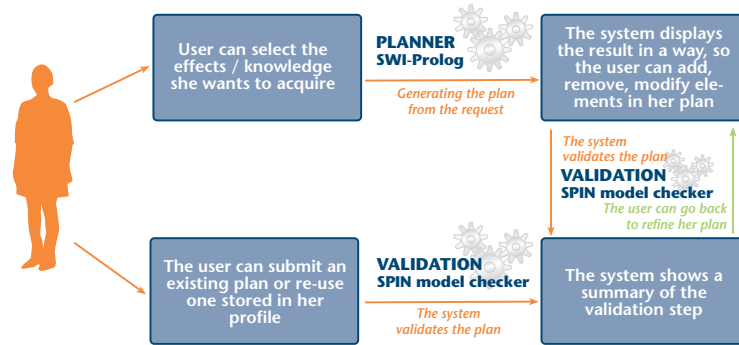 User can select the
effects / knowledge
she wants to acquire
PLANNER
SWI-Prolog
Generating the plan
from the request
The system displays
the result in a way, so
the user can add,
remove, modify ele-
ments in her plan
The system
validates the plan
VALIDATION
SPIN model checker
The user can go back
to refine her plan
The user can submit an
existing plan or re-use
one stored in her
profile
VALIDATION
SPIN model checker
The system
validates the plan
The system shows a
summary of the
validation step